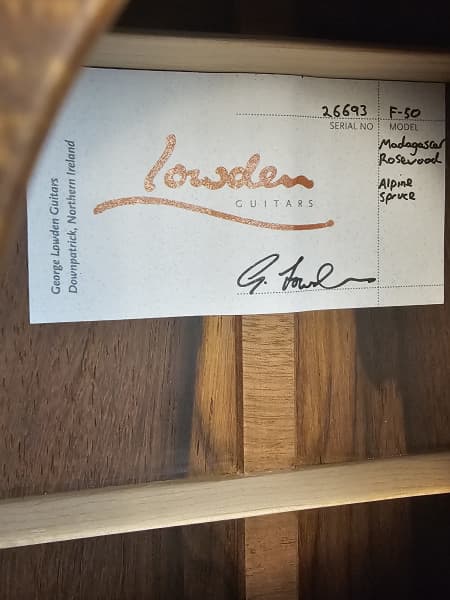 26693 F-50
SERIAL NO MODEL
Madagascar
Rosewood
Alpine
Spruce
Lowden
GUITARS
G. Lowden
George Lowden Guitars
Downpatrick, Northern Ireland